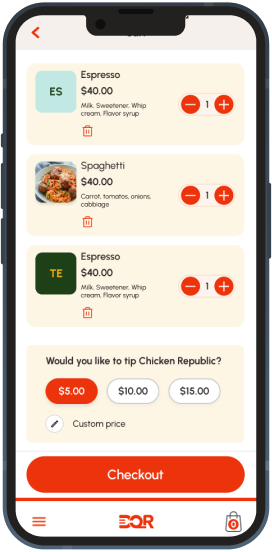 ES
Espresso
$40.00
Milk, Sweetener, Whip
cream, Flavor syrup
1
Spaghetti
$40.00
Carrot, tomatos, onions,
cabbiage
1
TE
Espresso
$40.00
Milk, Sweetener, Whip
cream, Flavor syrup
1
Would you like to tip Chicken Republic?
$5.00
$10.00
$15.00
Custom price
Checkout
0